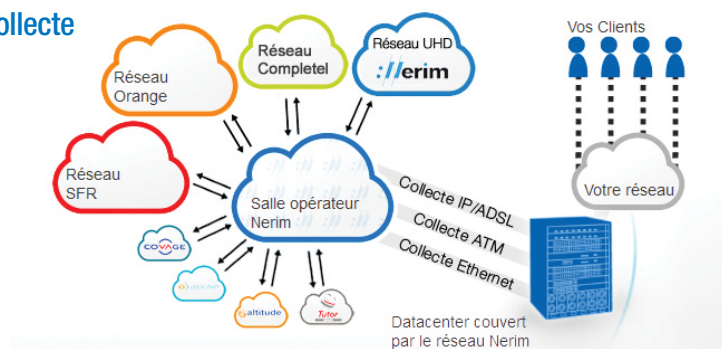 ollecte
Vos Clients
Réseau
Orange
Réseau
Completel
Réseau UHD
://erim
Réseau
SFR
Salle opérateur
Nerim
Collecte IP/ADSL
Collecte ATM
Collecte Ethernet
Votre réseau
COVAGE
altitude
Tutor
Datacenter couvert
par le réseau Nerim